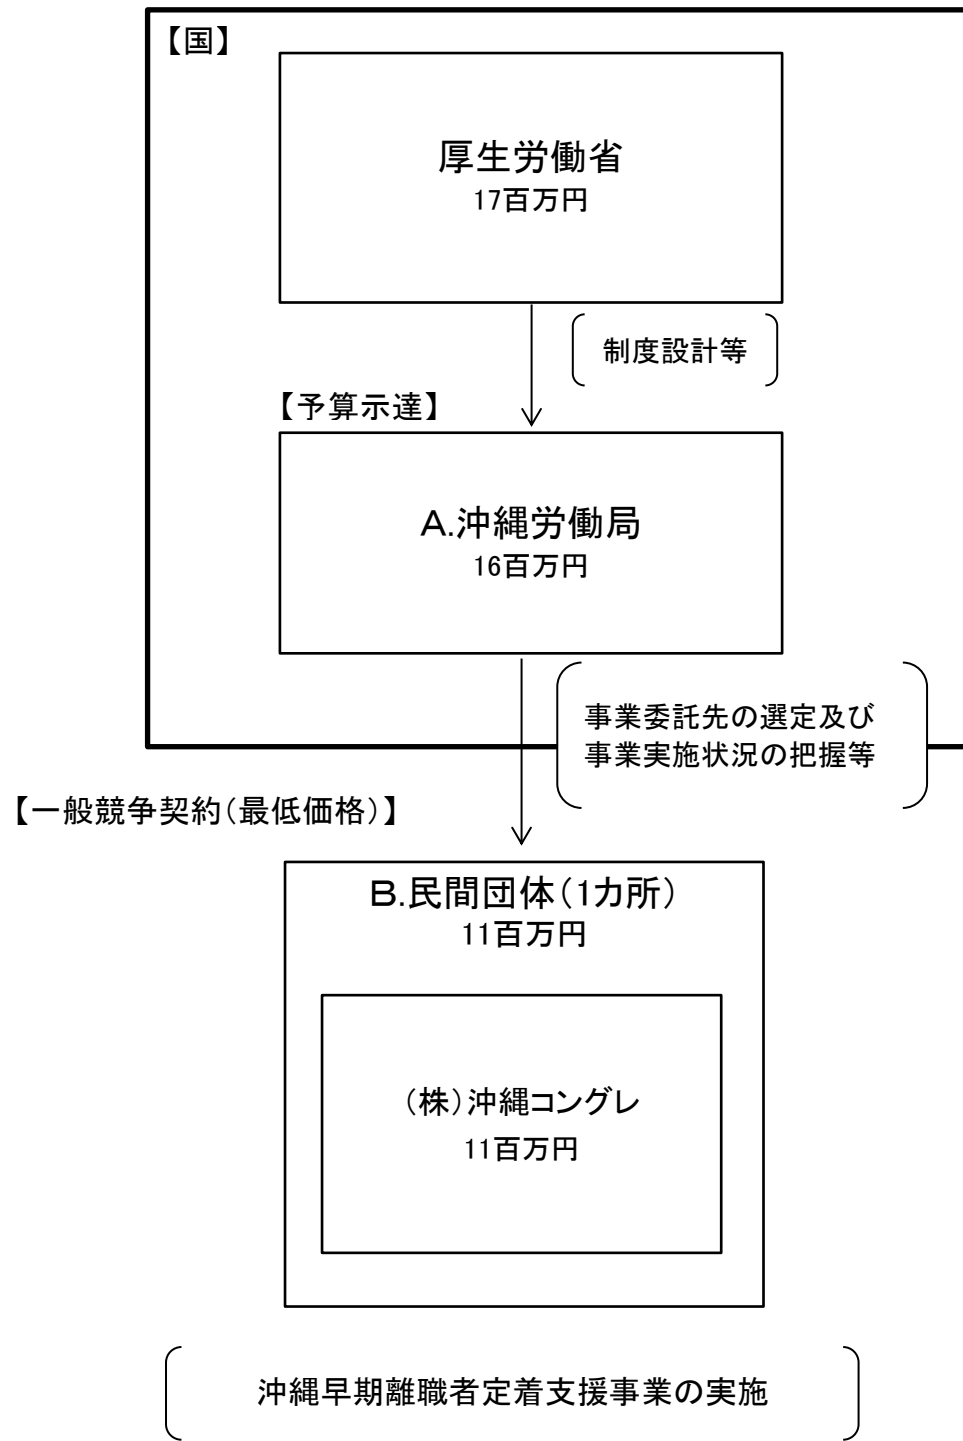 【国】
厚生労働省
17百万円
制度設計等
【予算示達】
A.沖縄労働局
16百万円
事業委託先の選定及び
事業実施状況の把握等
【一般競争契約(最低価格)】
B.民間団体(1カ所)
11百万円
(株)沖縄コングレ
11百万円
沖縄早期離職者定着支援事業の実施